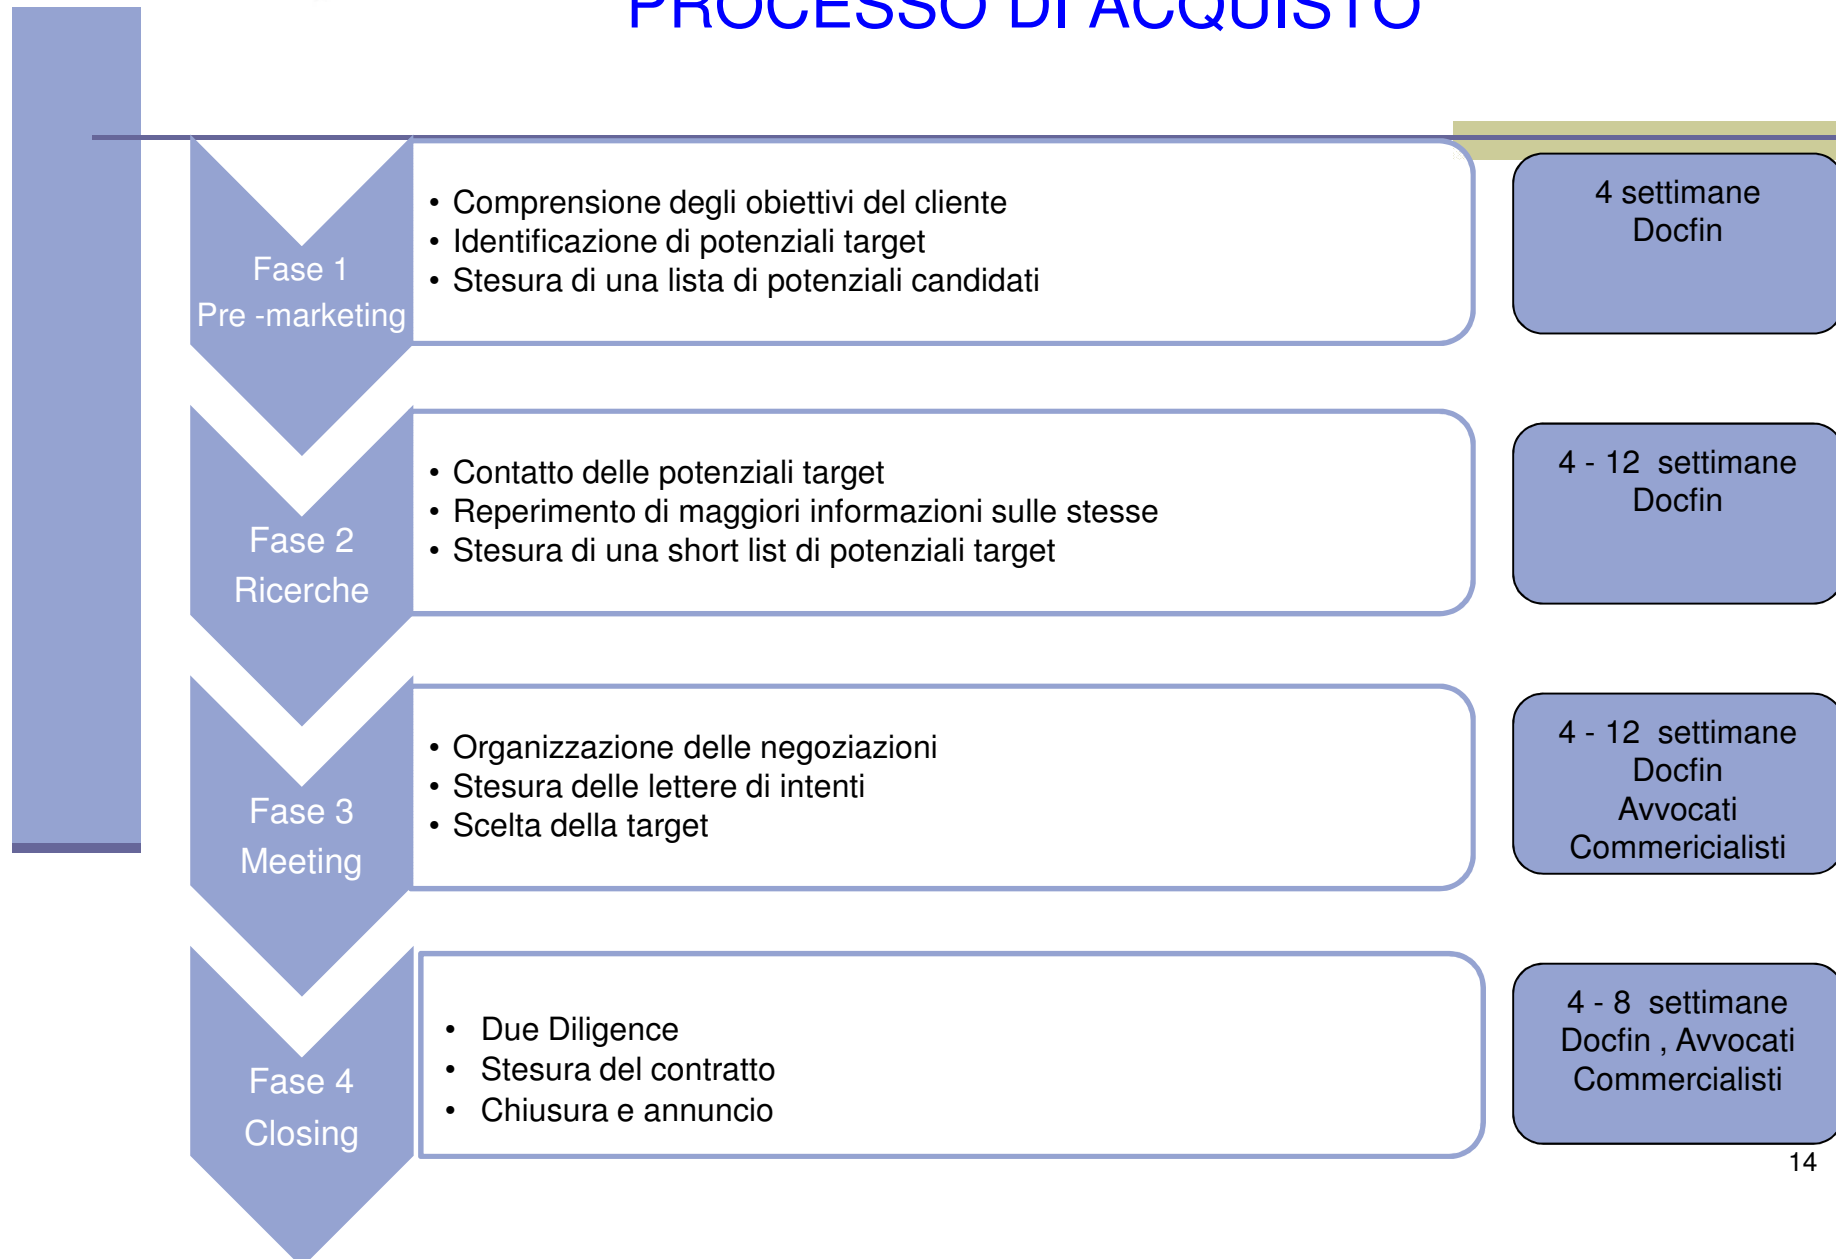 PROCESSO DI ACQUISTO
Fase 1
Pre -marketing
• Comprensione degli obiettivi del cliente
• Identificazione di potenziali target
• Stesura di una lista di potenziali candidati
4 settimane
Docfin
Fase 2
Ricerche
• Contatto delle potenziali target
• Reperimento di maggiori informazioni sulle stesse
• Stesura di una short list di potenziali target
4 - 12 settimane
Docfin
Fase 3
Meeting
• Organizzazione delle negoziazioni
• Stesura delle lettere di intenti
• Scelta della target
4 - 12 settimane
Docfin
Avvocati
Commericialisti
Fase 4
Closing
• Due Diligence
• Stesura del contratto
• Chiusura e annuncio
4 - 8 settimane
Docfin , Avvocati
Commercialisti
14